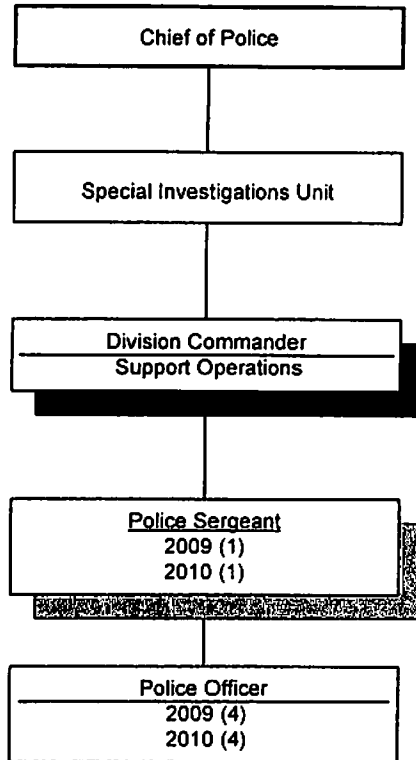 Chief of Police
Special Investigations Unit
Division Commander
Support Operations
Police Sergeant
2009 (1)
2010 (1)
Police Officer
2009 (4)
2010 (4)